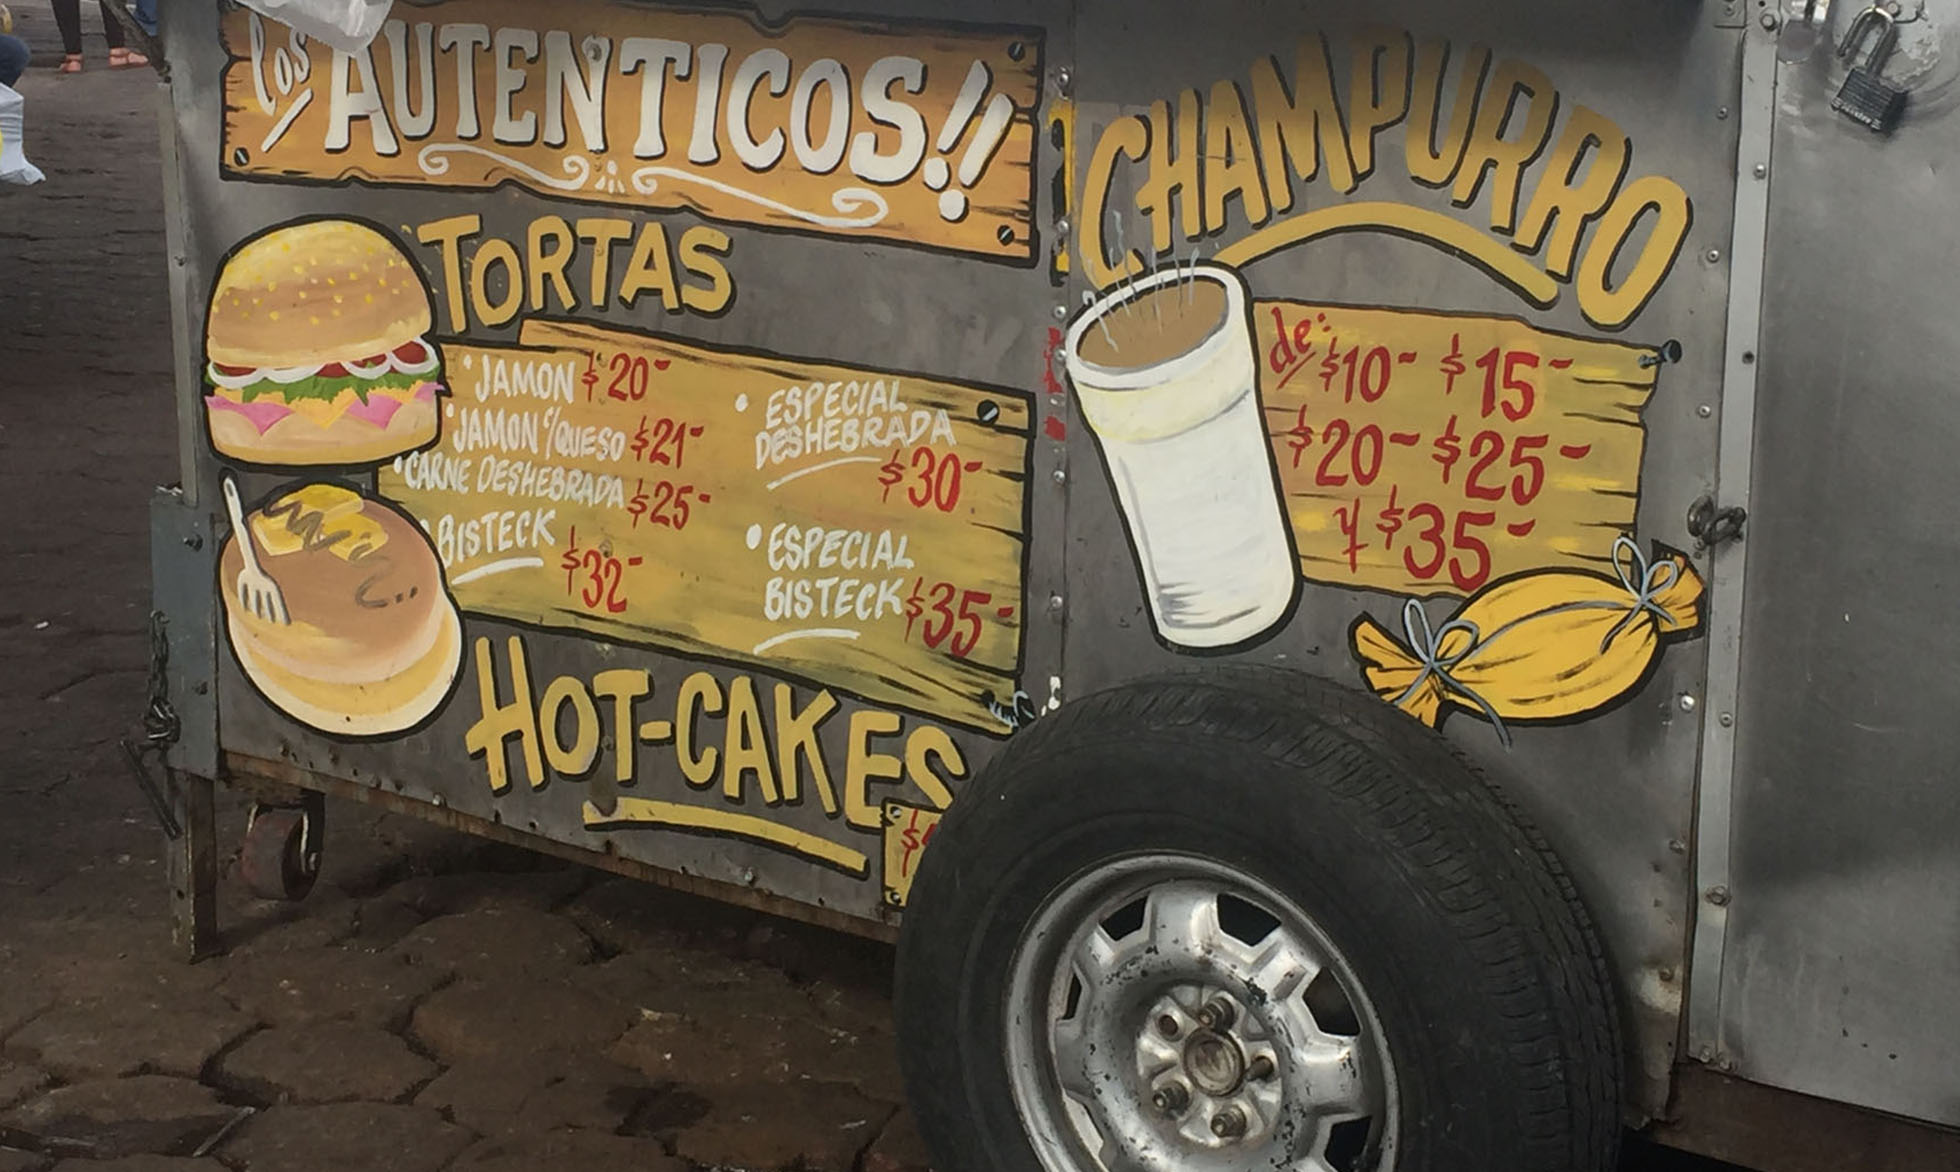 los AUTENTICOS!!
TORTAS
• JAMON $20-
• JAMON c/QUESO $21-
• CARNE DESHEBRADA $25-
BISTECK $32-
• ESPECIAL
DESHEBRADA
$30-
• ESPECIAL
BISTECK $35-
HOT-CAKES
CHAMPURRO
de: $10- $15-
$20- $25-
y $35-